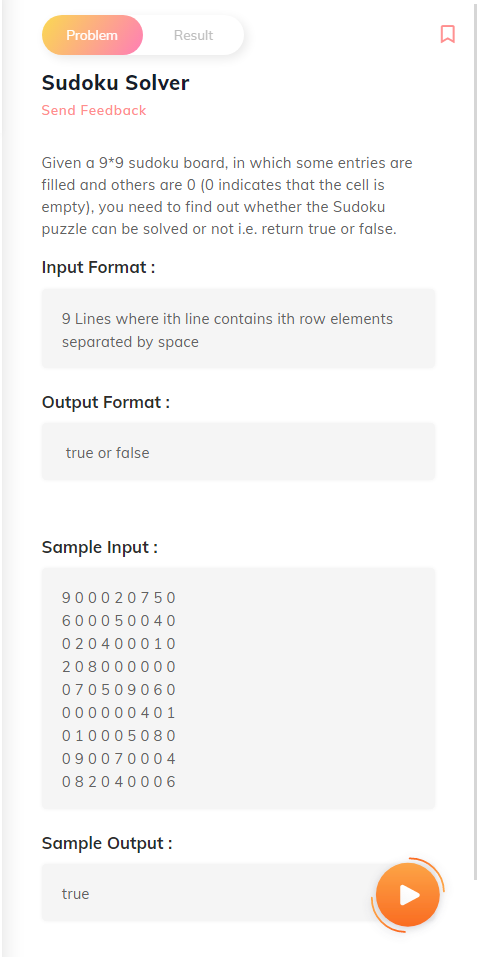 Problem
Result
Sudoku Solver
Send Feedback
Given a 9*9 sudoku board, in which some entries are
filled and others are 0 (0 indicates that the cell is
empty), you need to find out whether the Sudoku
puzzle can be solved or not i.e. return true or false.
Input Format :
9 Lines where ith line contains ith row elements
separated by space
Output Format :
true or false
Sample Input :
9 0 0 0 2 0 7 5 0
6 0 0 0 5 0 0 4 0
0 2 0 4 0 0 0 1 0
2 0 8 0 0 0 0 0 0
0 7 0 5 0 9 0 6 0
0 0 0 0 0 0 4 0 1
0 1 0 0 0 5 0 8 0
0 9 0 0 7 0 0 0 4
0 8 2 0 4 0 0 0 6
Sample Output :
true